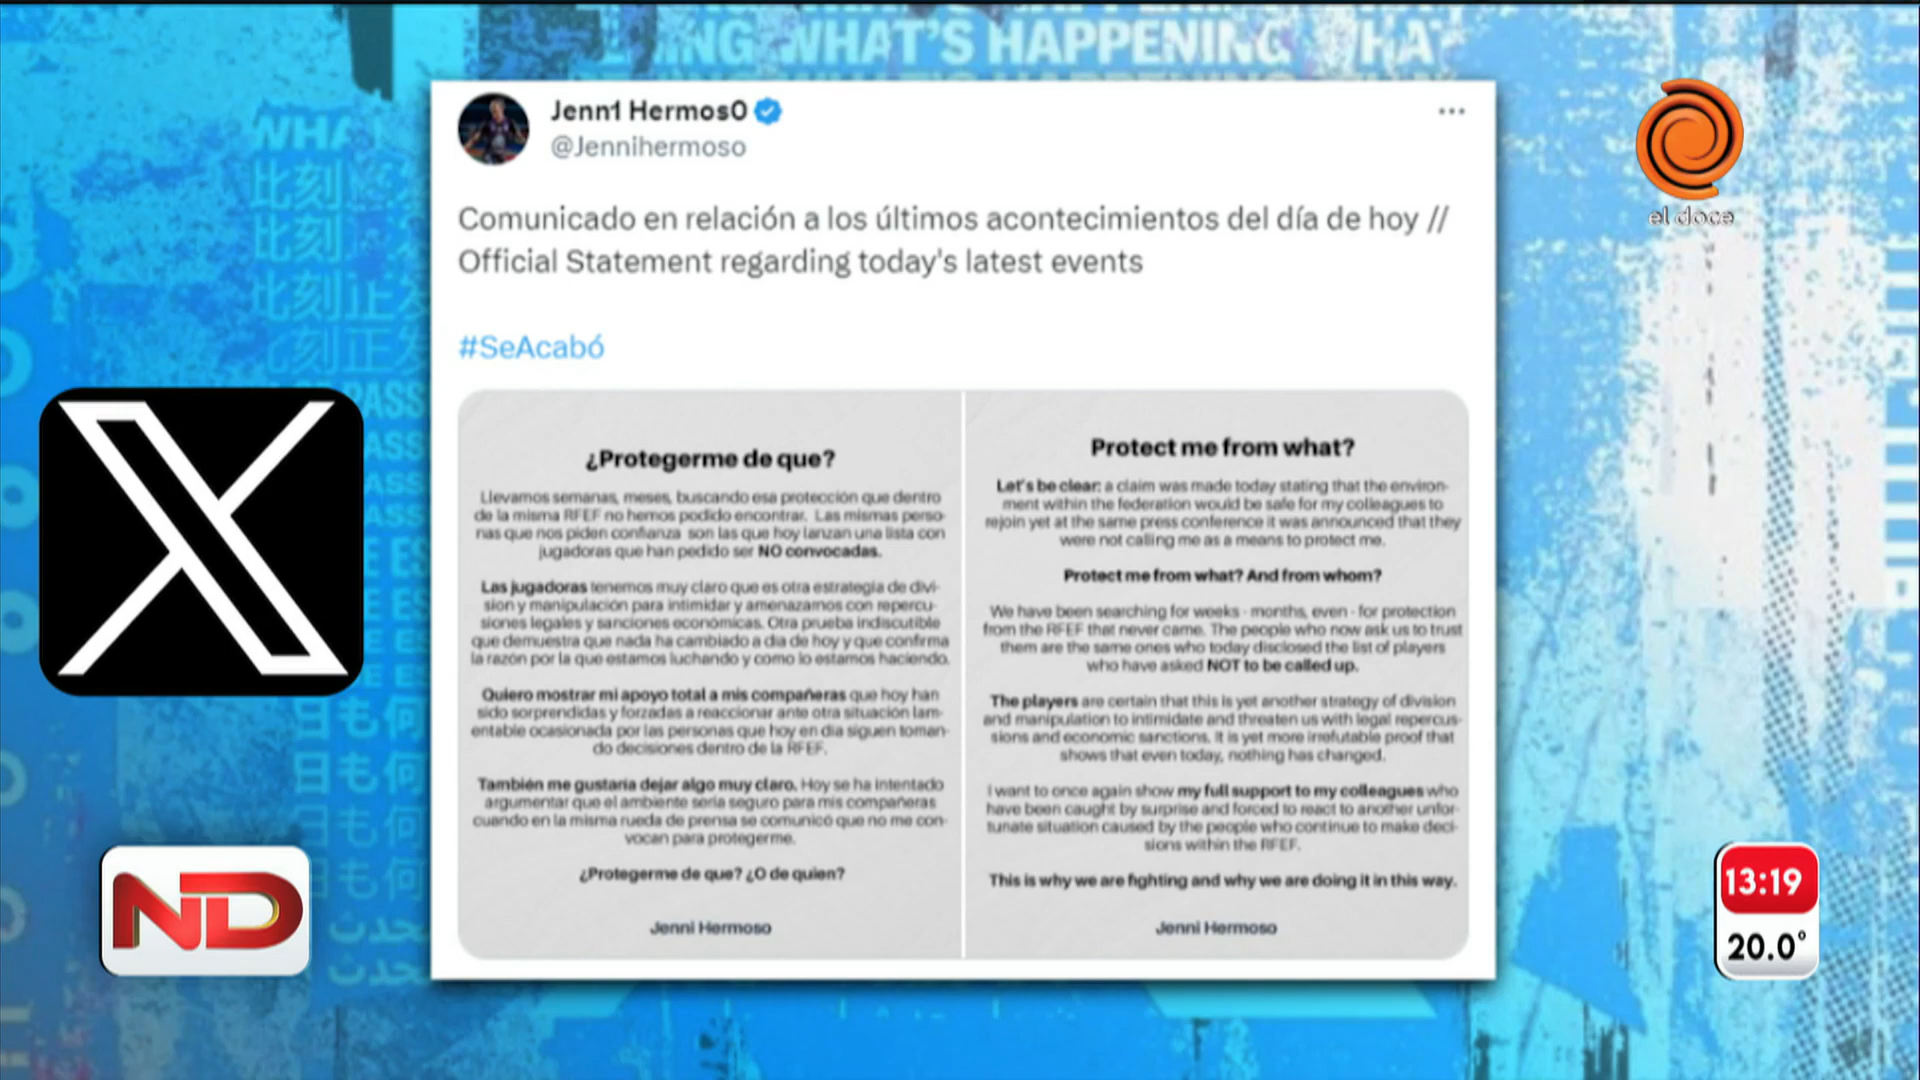 WHAT'S HAPPENING
Jenn1 Hermos0
@Jennihermoso
Comunicado en relación a los últimos acontecimientos del día de hoy //
Official Statement regarding today's latest events
#SeAcabó
¿Protegerme de que?
Llevamos semanas, meses, buscando esa protección que dentro
de la misma RFEF no hemos podido encontrar. Las mismas perso-
nas que nos piden confianza son las que hoy lanzan una lista con
jugadoras que han pedido ser NO convocadas.
Las jugadoras tenemos muy claro que es otra estrategia de divi-
sion y manipulación para intimidar y amenazarnos con repercu-
siones legales y sanciones económicas. Otra prueba indiscutible
que demuestra que nada ha cambiado a dia de hoy y que confirma
la razón por la que estamos luchando y como lo estamos haciendo.
Quiero mostrar mi apoyo total a mis compañeras que hoy han
sido sorprendidas y forzadas a reaccionar ante otra situación lam-
entable ocasionada por las personas que hoy en dia siguen toman-
do decisiones dentro de la RFEF.
También me gustaria dejar algo muy claro. Hoy se ha intentado
argumentar que el ambiente seria seguro para mis compañeras
cuando en la misma rueda de prensa se comunicó que no me con-
vocan para protegerme.
¿Protegerme de que? ¿O de quien?
Jenni Hermoso
Protect me from what?
Let's be clear: a claim was made today stating that the environ-
ment within the federation would be safe for my colleagues to
rejoin yet at the same press conference it was announced that they
were not calling me as a means to protect me.
Protect me from what? And from whom?
We have been searching for weeks - months, even - for protection
from the RFEF that never came. The people who now ask us to trust
them are the same ones who today disclosed the list of players
who have asked NOT to be called up.
The players are certain that this is yet another strategy of division
and manipulation to intimidate and threaten us with legal repercus-
sions and economic sanctions. It is yet more irrefutable proof that
shows that even today, nothing has changed.
I want to once again show my full support to my colleagues who
have been caught by surprise and forced to react to another unfor-
tunate situation caused by the people who continue to make deci-
sions within the RFEF.
This is why we are fighting and why we are doing it in this way.
Jenni Hermoso
el doce
X
ND
13:19
20.0°